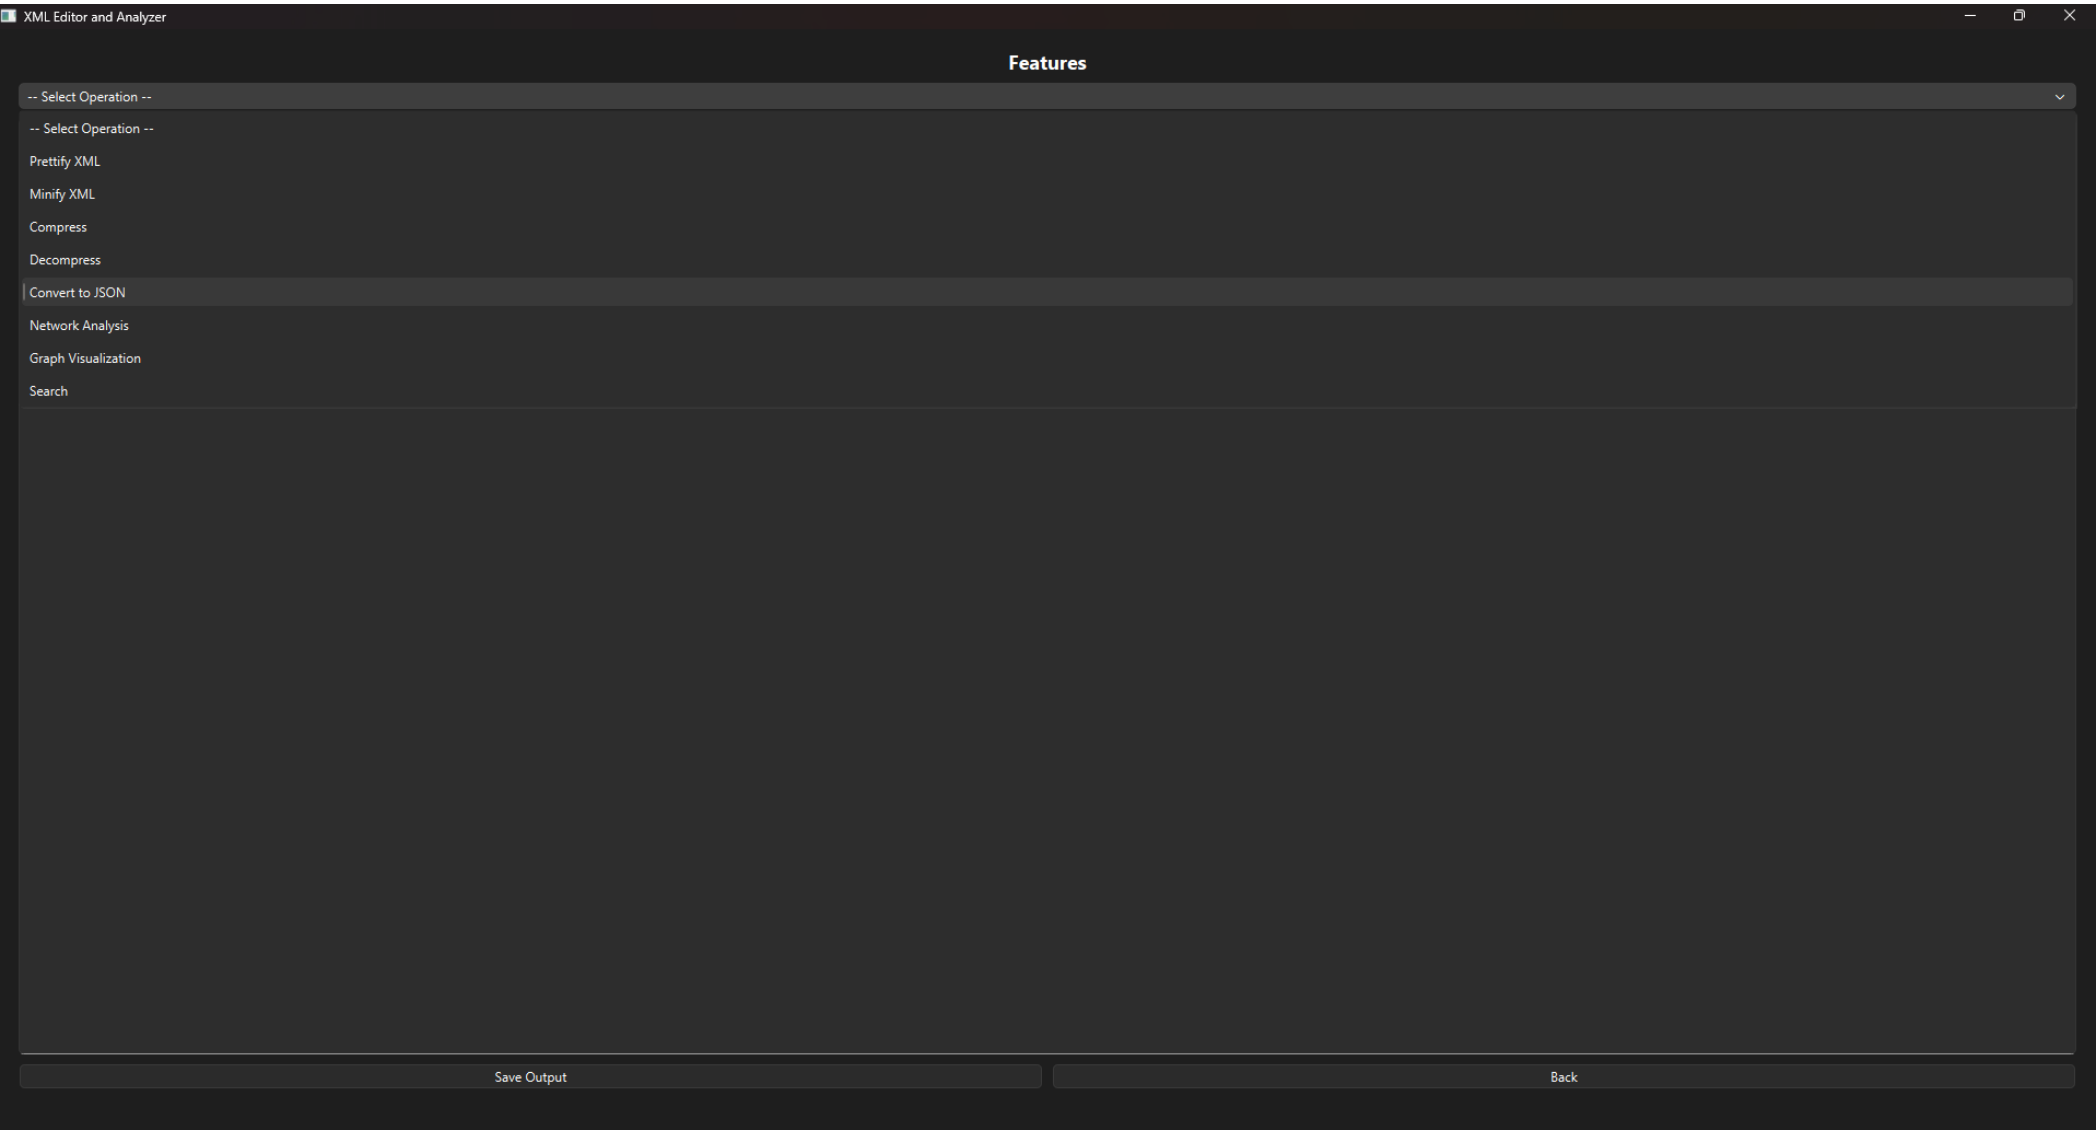 XML Editor and Analyzer
Features
-- Select Operation --
-- Select Operation --
Prettify XML
Minify XML
Compress
Decompress
Convert to JSON
Network Analysis
Graph Visualization
Search
Save Output
Back